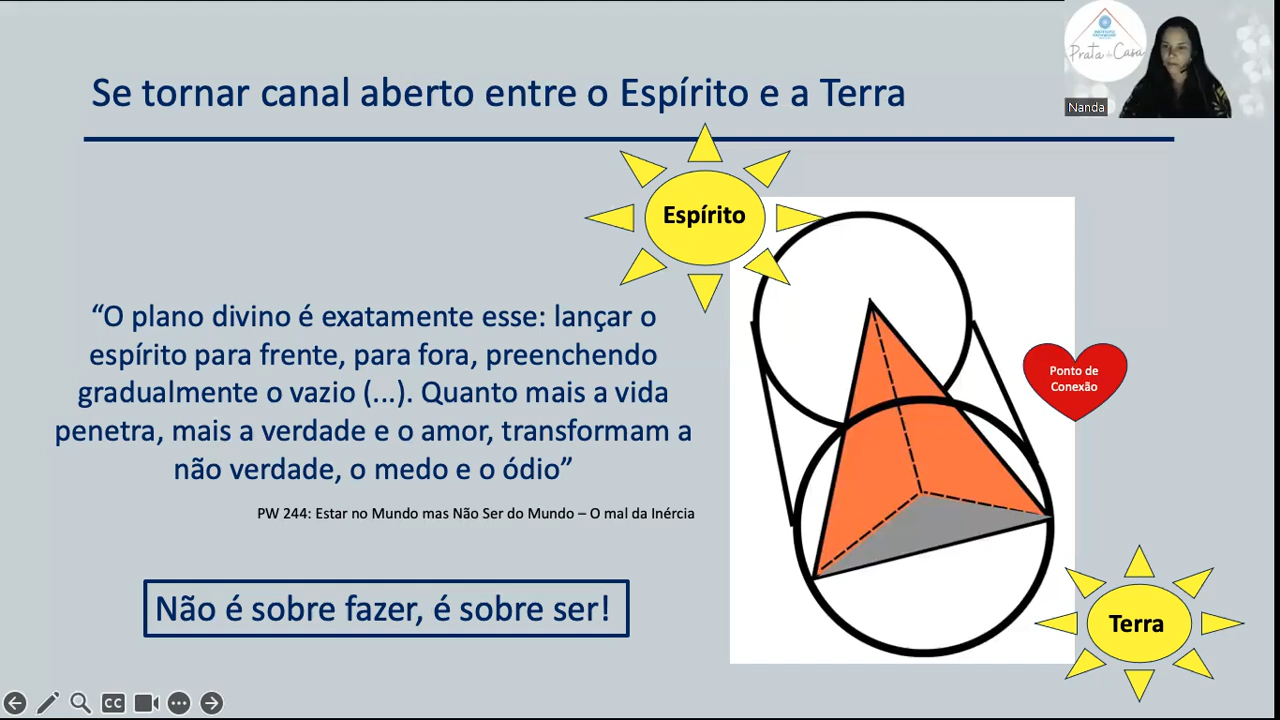 Se tornar canal aberto entre o Espírito e a Terra
Prata de Casa
Nanda
Espírito
“O plano divino é exatamente esse: lançar o
espírito para frente, para fora, preenchendo
gradualmente o vazio (...). Quanto mais a vida
penetra, mais a verdade e o amor, transformam a
não verdade, o medo e o ódio”
PW 244: Estar no Mundo mas Não Ser do Mundo – O mal da Inércia
Ponto de
Conexão
Não é sobre fazer, é sobre ser!
Terra
CC